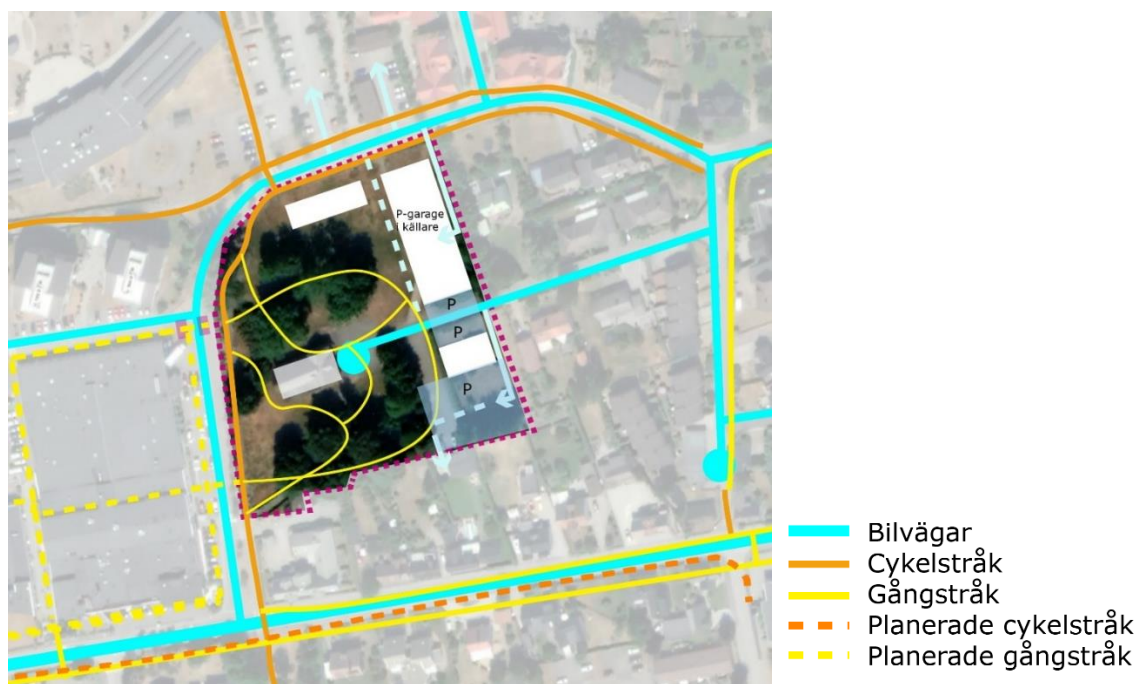 P-garage
i källare
P
P
P
Bilvägar
Cykelstråk
Gångstråk
Planerade cykelstråk
Planerade gångstråk